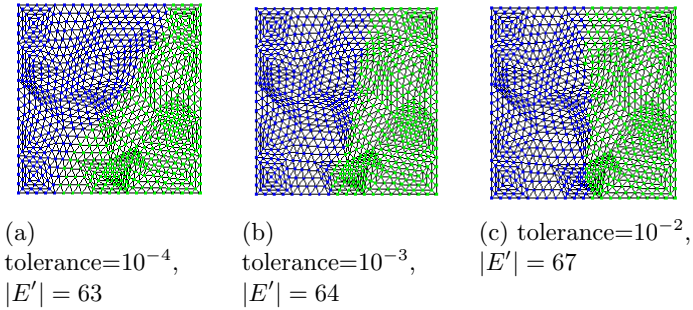 (a)
tolerance=10⁻⁴,
|E′| = 63
(b)
tolerance=10⁻³,
|E′| = 64
(c) tolerance=10⁻²,
|E′| = 67